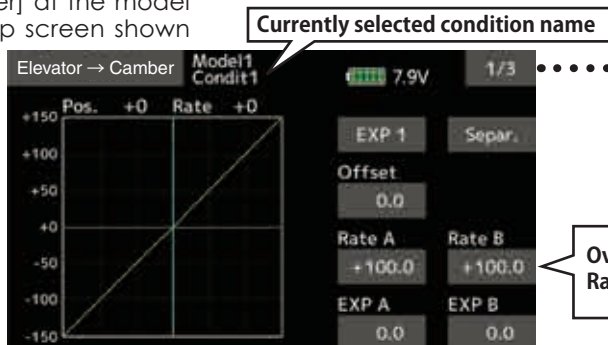 er] at the model
p screen shown
Currently selected condition name
Elevator → Camber
Model1
Condit1
7.9V
1/3
Pos. +0 Rate +0
+150
+100
+50
+0
-50
-100
-150
EXP 1
Separ.
Offset
0.0
Rate A
Rate B
+100.0
+100.0
EXP A
EXP B
0.0
0.0
Ov
Ra